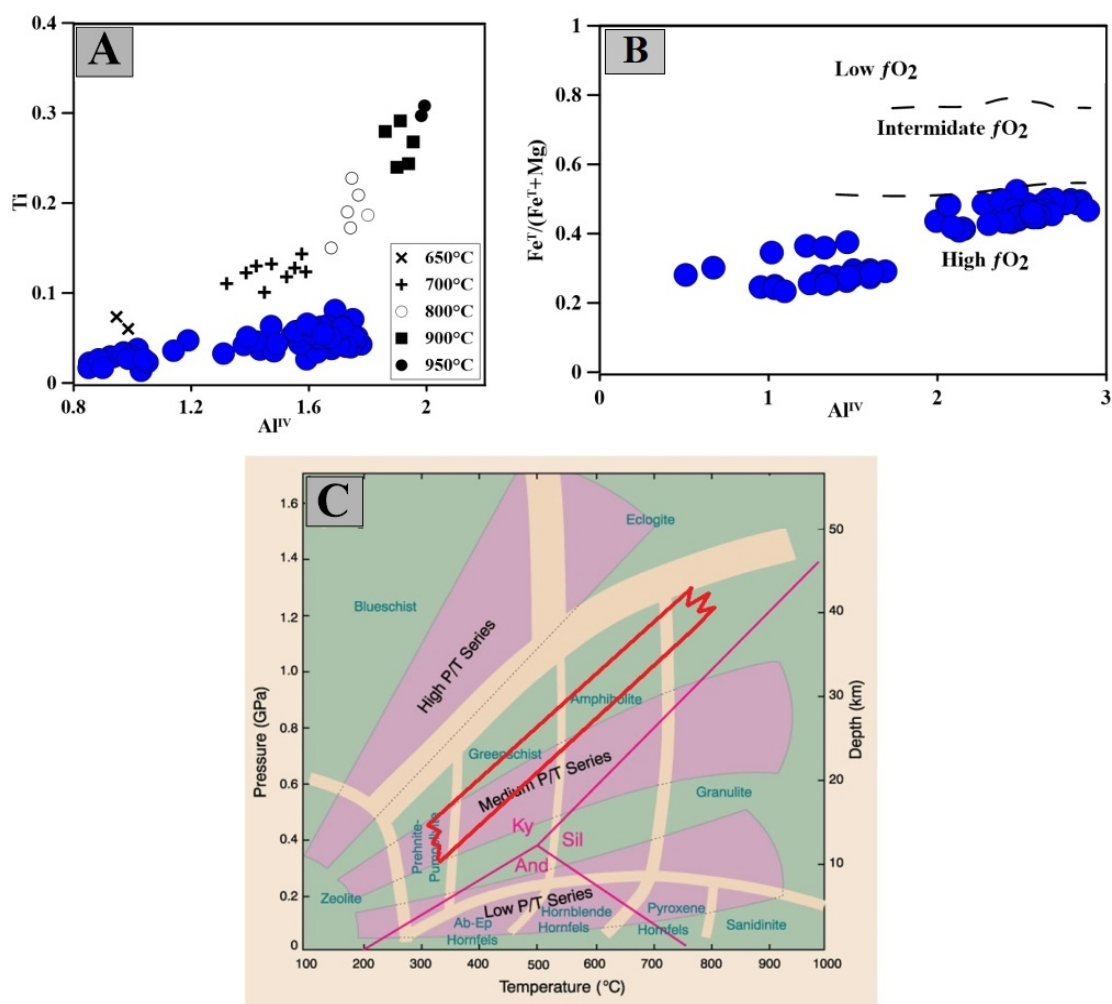 A
0.4
0.3
0.2
0.1
0
Ti
0.8
1.2
1.6
2
Al^IV
650°C
700°C
800°C
900°C
950°C
B
1
0.8
0.6
0.4
0.2
0
Fe^T/(Fe^T+Mg)
0
1
2
3
Al^IV
Low fO2
Intermidate fO2
High fO2
C
1.6
1.4
1.2
1.0
0.8
0.6
0.4
0.2
0
Pressure (GPa)
50
40
30
20
10
0
Depth (km)
Eclogite
Blueschist
High P/T Series
Amphibolite
Greenschist
Medium P/T Series
Granulite
Prehnite-
Pumpellyite
Ky
Sil
And
Zeolite
Low P/T Series
Ab-Ep
Hornfels
Hornblende
Hornfels
Pyroxene
Hornfels
Sanidinite
100
200
300
400
500
600
700
800
900
1000
Temperature (°C)